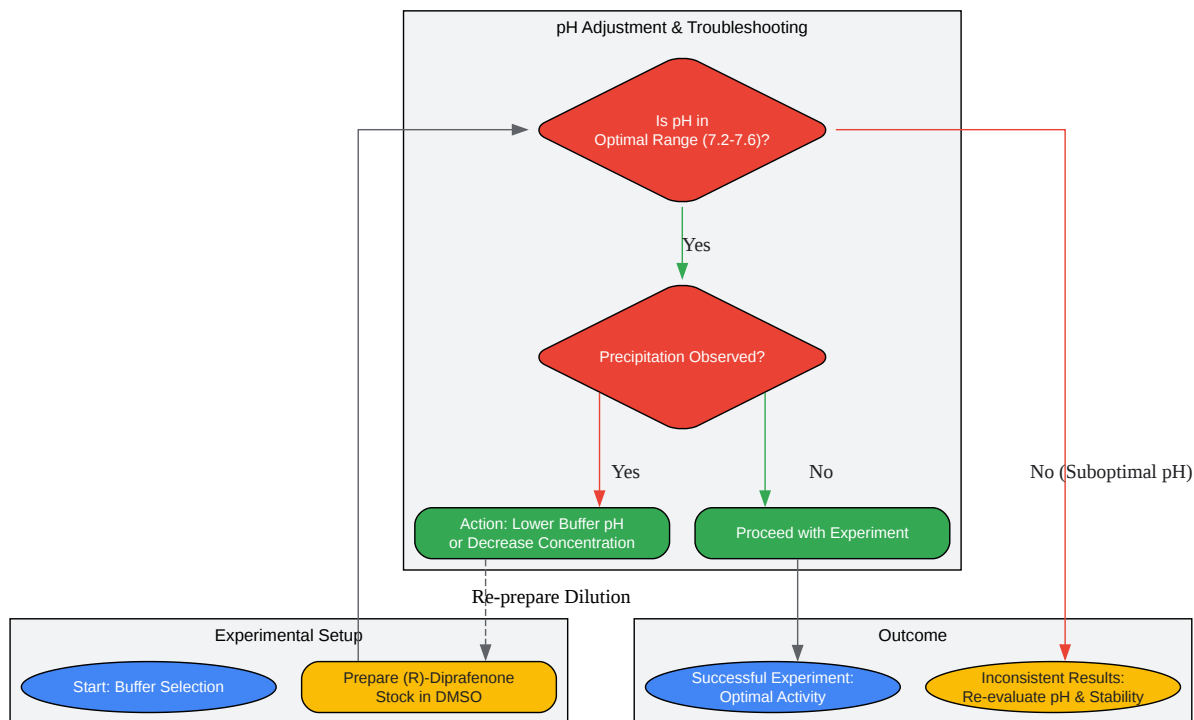 pH Adjustment & Troubleshooting
Is pH in
Optimal Range (7.2-7.6)?
Yes
Precipitation Observed?
Yes
No
No (Suboptimal pH)
Action: Lower Buffer pH
or Decrease Concentration
Proceed with Experiment
Re-prepare Dilution
Experimental Setup
Start: Buffer Selection
Prepare (R)-Diprafenone
Stock in DMSO
Outcome
Successful Experiment:
Optimal Activity
Inconsistent Results:
Re-evaluate pH & Stability